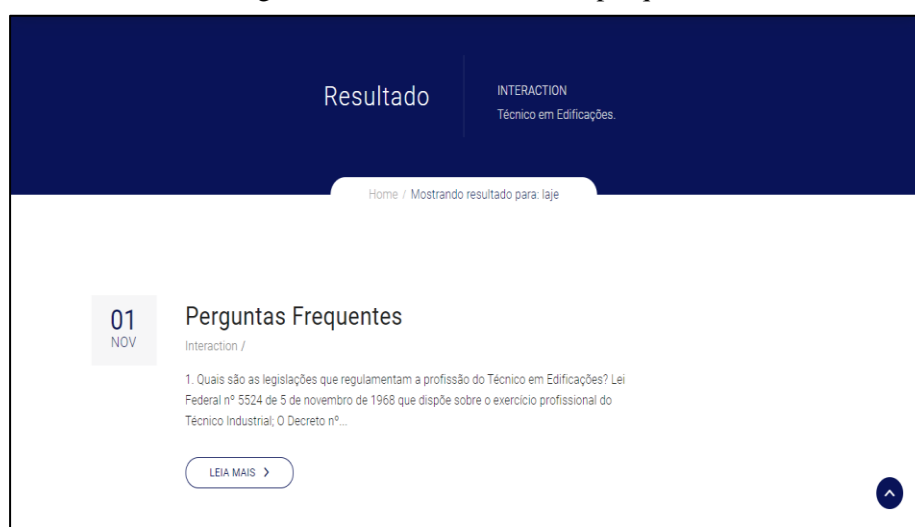 Resultado
INTERACTION
Técnico em Edificações.
Home / Mostrando resultado para: laje
01
NOV
Perguntas Frequentes
Interaction /
1. Quais são as legislações que regulamentam a profissão do Técnico em Edificações? Lei
Federal nº 5524 de 5 de novembro de 1968 que dispõe sobre o exercício profissional do
Técnico Industrial; O Decreto nº...
LEIA MAIS